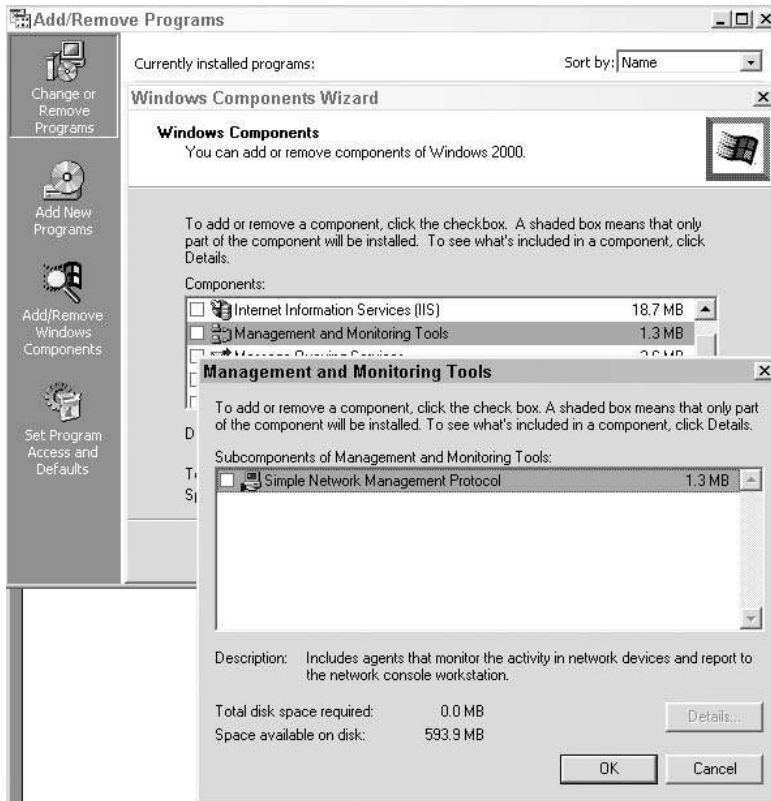 Add/Remove Programs
Change or
Remove
Programs
Add New
Programs
Add/Remove
Windows
Components
Set Program
Access and
Defaults
Currently installed programs:
Sort by: Name
Windows Components Wizard
Windows Components
You can add or remove components of Windows 2000.
To add or remove a component, click the checkbox. A shaded box means that only
part of the component will be installed. To see what's included in a component, click
Details.
Components:
Internet Information Services (IIS) 18.7 MB
Management and Monitoring Tools 1.3 MB
D
Management and Monitoring Tools
To add or remove a component, click the check box. A shaded box means that only part
of the component will be installed. To see what's included in a component, click Details.
Subcomponents of Management and Monitoring Tools:
Simple Network Management Protocol 1.3 MB
Description: Includes agents that monitor the activity in network devices and report to
the network console workstation.
Total disk space required: 0.0 MB
Space available on disk: 593.9 MB
Details...
OK Cancel